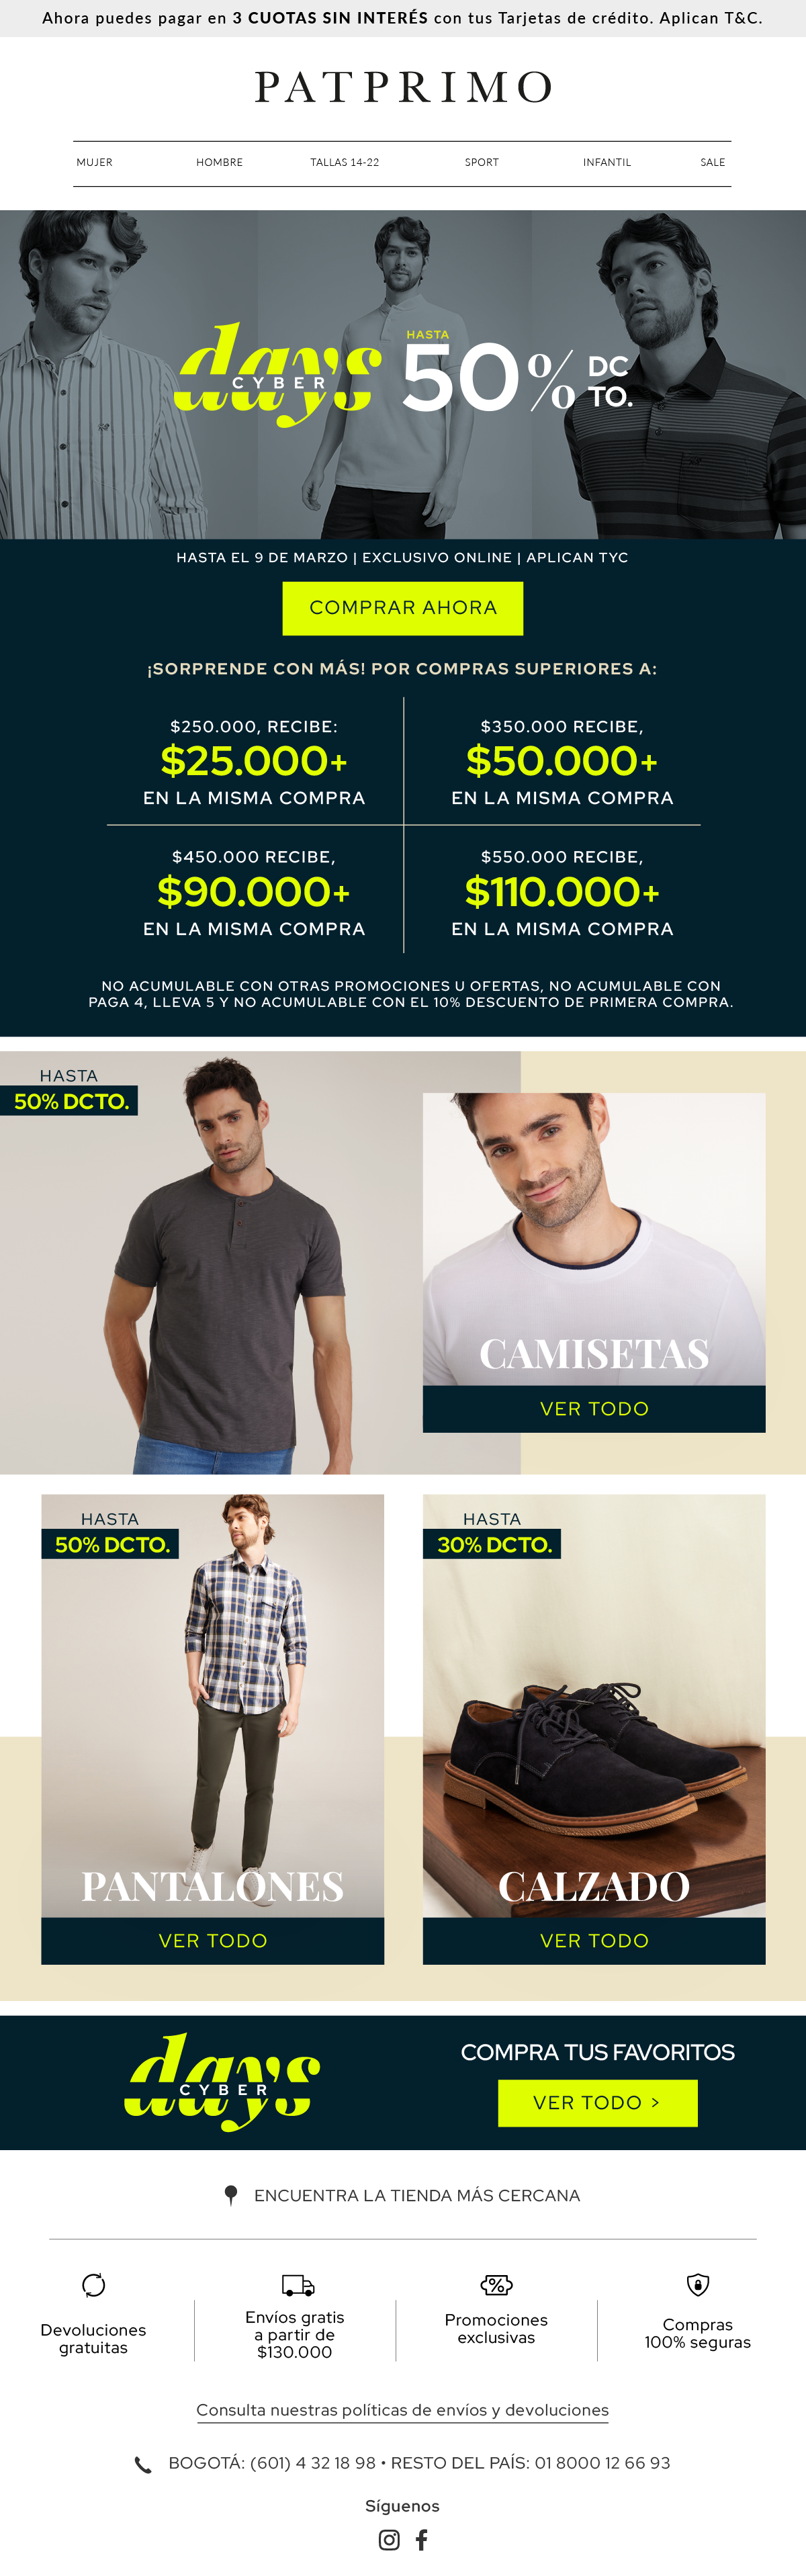 Ahora puedes pagar en 3 CUOTAS SIN INTERÉS con tus Tarjetas de crédito. Aplican T&C.
PATPRIMO
MUJER HOMBRE TALLAS 14-22 SPORT INFANTIL SALE
days
CYBER
HASTA
50% DC
TO.
HASTA EL 9 DE MARZO | EXCLUSIVO ONLINE | APLICAN TYC
COMPRAR AHORA
¡SORPRENDE CON MÁS! POR COMPRAS SUPERIORES A:
$250.000, RECIBE:
$25.000+
EN LA MISMA COMPRA
$350.000 RECIBE,
$50.000+
EN LA MISMA COMPRA
$450.000 RECIBE,
$90.000+
EN LA MISMA COMPRA
$550.000 RECIBE,
$110.000+
EN LA MISMA COMPRA
NO ACUMULABLE CON OTRAS PROMOCIONES U OFERTAS, NO ACUMULABLE CON
PAGA 4, LLEVA 5 Y NO ACUMULABLE CON EL 10% DESCUENTO DE PRIMERA COMPRA.
HASTA
50% DCTO.
CAMISETAS
VER TODO
HASTA
50% DCTO.
PANTALONES
VER TODO
HASTA
30% DCTO.
CALZADO
VER TODO
days
CYBER
COMPRA TUS FAVORITOS
VER TODO >
ENCUENTRA LA TIENDA MÁS CERCANA
Devoluciones
gratuitas
Envíos gratis
a partir de
$130.000
Promociones
exclusivas
Compras
100% seguras
Consulta nuestras políticas de envíos y devoluciones
BOGOTÁ: (601) 4 32 18 98 • RESTO DEL PAÍS: 01 8000 12 66 93
Síguenos